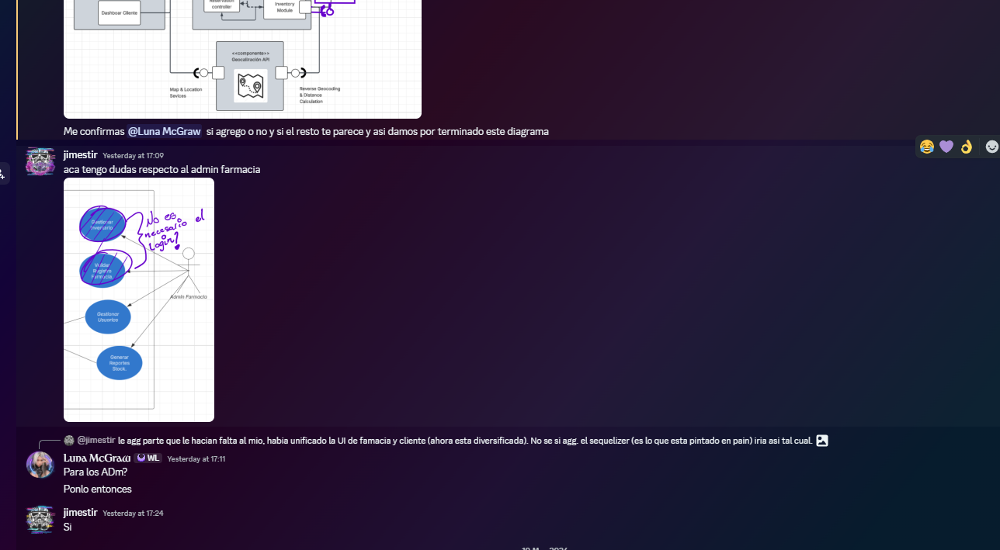 Dashboar Cliente
Reservation
controller
Inventory
Module
<<componente>>
Geocalización API
Map & Location
Sevices
Reverse Geocoding
& Distance
Calculation
Me confirmas @Luna McGraw si agrego o no y si el resto te parece y asi damos por terminado este diagrama
jimestir Yesterday at 17:09
aca tengo dudas respecto al admin farmacia
Gestionar
Inventario
No es el
necesario
Login?
Validar
Registro
Farmacia.
Admin Farmacia
Gestionar
Usuarios
Generar
Reportes
Stock.
@jimestir le agg parte que le hacian falta al mio, habia unificado la UI de famacia y cliente (ahora esta diversificada). No se si agg. el sequelizer (es lo que esta pintado en pain) iria asi tal cual.
Luna McGraw WL Yesterday at 17:11
Para los ADm?
Ponlo entonces
jimestir Yesterday at 17:24
Si